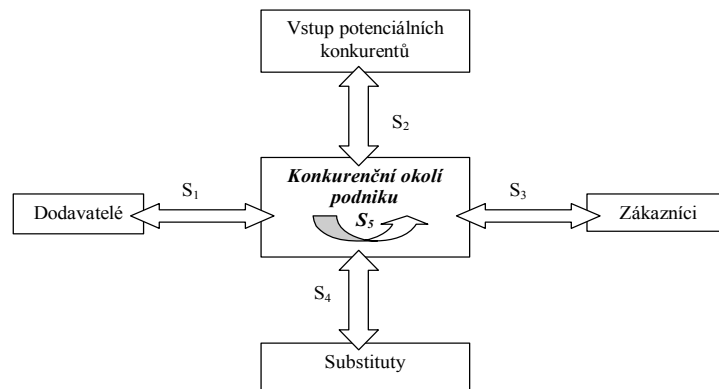 Vstup potenciálních
konkurentů
S₂
Konkurenční okolí
podniku
S₅
S₁
Dodavatelé
S₃
Zákazníci
S₄
Substituty